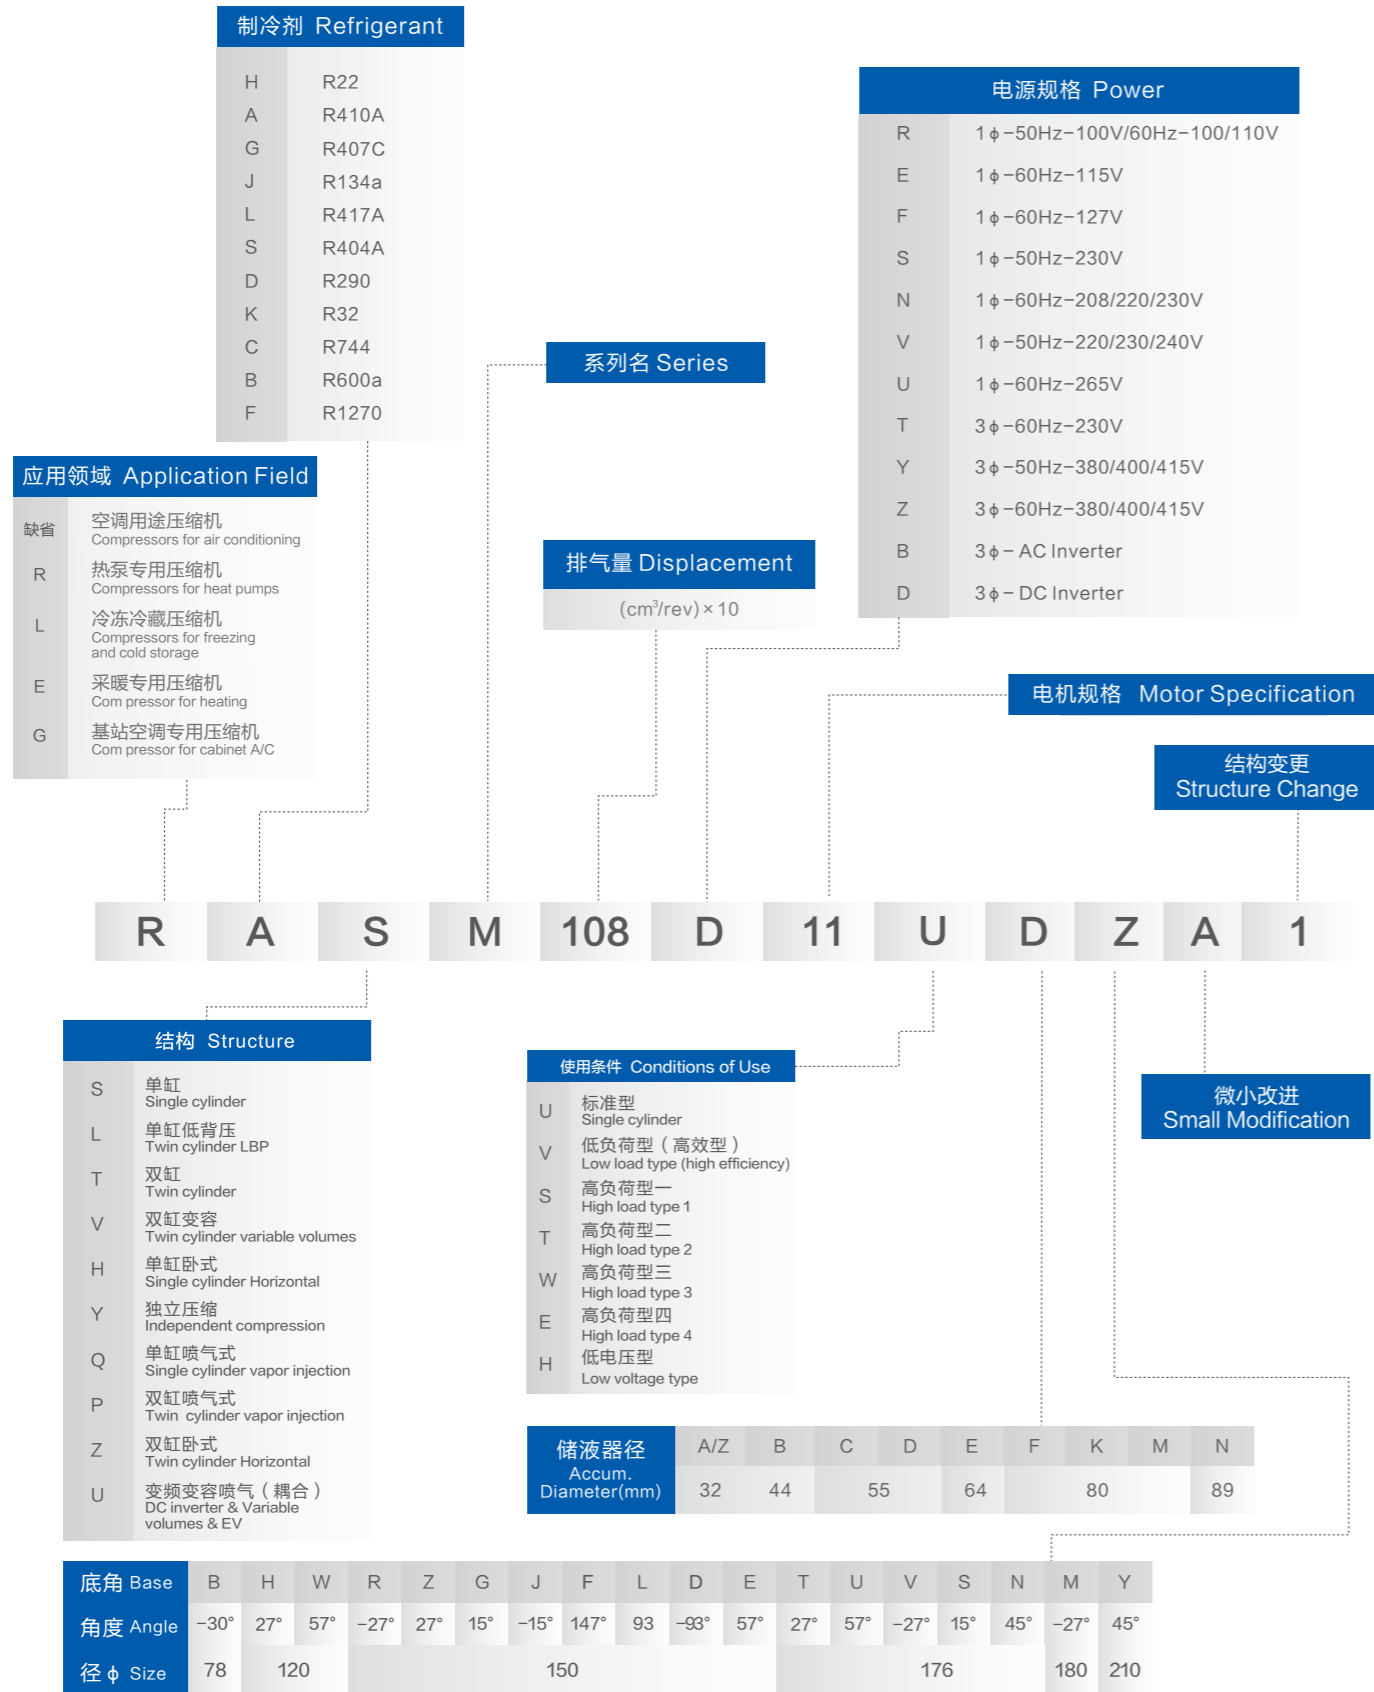 制冷剂 Refrigerant
H R22
A R410A
G R407C
J R134a
L R417A
S R404A
D R290
K R32
C R744
B R600a
F R1270
电源规格 Power
R 1ϕ-50Hz-100V/60Hz-100/110V
E 1ϕ-60Hz-115V
F 1ϕ-60Hz-127V
S 1ϕ-50Hz-230V
N 1ϕ-60Hz-208/220/230V
V 1ϕ-50Hz-220/230/240V
U 1ϕ-60Hz-265V
T 3ϕ-60Hz-230V
Y 3ϕ-50Hz-380/400/415V
Z 3ϕ-60Hz-380/400/415V
B 3ϕ- AC Inverter
D 3ϕ- DC Inverter
系列名 Series
应用领域 Application Field
缺省 空调用途压缩机
Compressors for air conditioning
R 热泵专用压缩机
Compressors for heat pumps
L 冷冻冷藏压缩机
Compressors for freezing
and cold storage
E 采暖专用压缩机
Com pressor for heating
G 基站空调专用压缩机
Com pressor for cabinet A/C
排气量 Displacement
(cm³/rev)×10
电机规格 Motor Specification
结构变更
Structure Change
R A S M 108 D 11 U D Z A 1
结构 Structure
S 单缸
Single cylinder
L 单缸低背压
Twin cylinder LBP
T 双缸
Twin cylinder
V 双缸变容
Twin cylinder variable volumes
H 单缸卧式
Single cylinder Horizontal
Y 独立压缩
Independent compression
Q 单缸喷气式
Single cylinder vapor injection
P 双缸喷气式
Twin cylinder vapor injection
Z 双缸卧式
Twin cylinder Horizontal
U 变频变容喷气（耦合）
DC inverter & Variable
volumes & EV
使用条件 Conditions of Use
U 标准型
Single cylinder
V 低负荷型（高效型）
Low load type (high efficiency)
S 高负荷型一
High load type 1
T 高负荷型二
High load type 2
W 高负荷型三
High load type 3
E 高负荷型四
High load type 4
H 低电压型
Low voltage type
微小改进
Small Modification
储液器径
Accum.
Diameter(mm)
A/Z B C D E F K M N
32 44 55 64 80 89
底角 Base B H W R Z G J F L D E T U V S N M Y
角度 Angle -30° 27° 57° -27° 27° 15° -15° 147° 93 -93° 57° 27° 57° -27° 15° 45° -27° 45°
径 ϕ Size 78 120 150 176 180 210